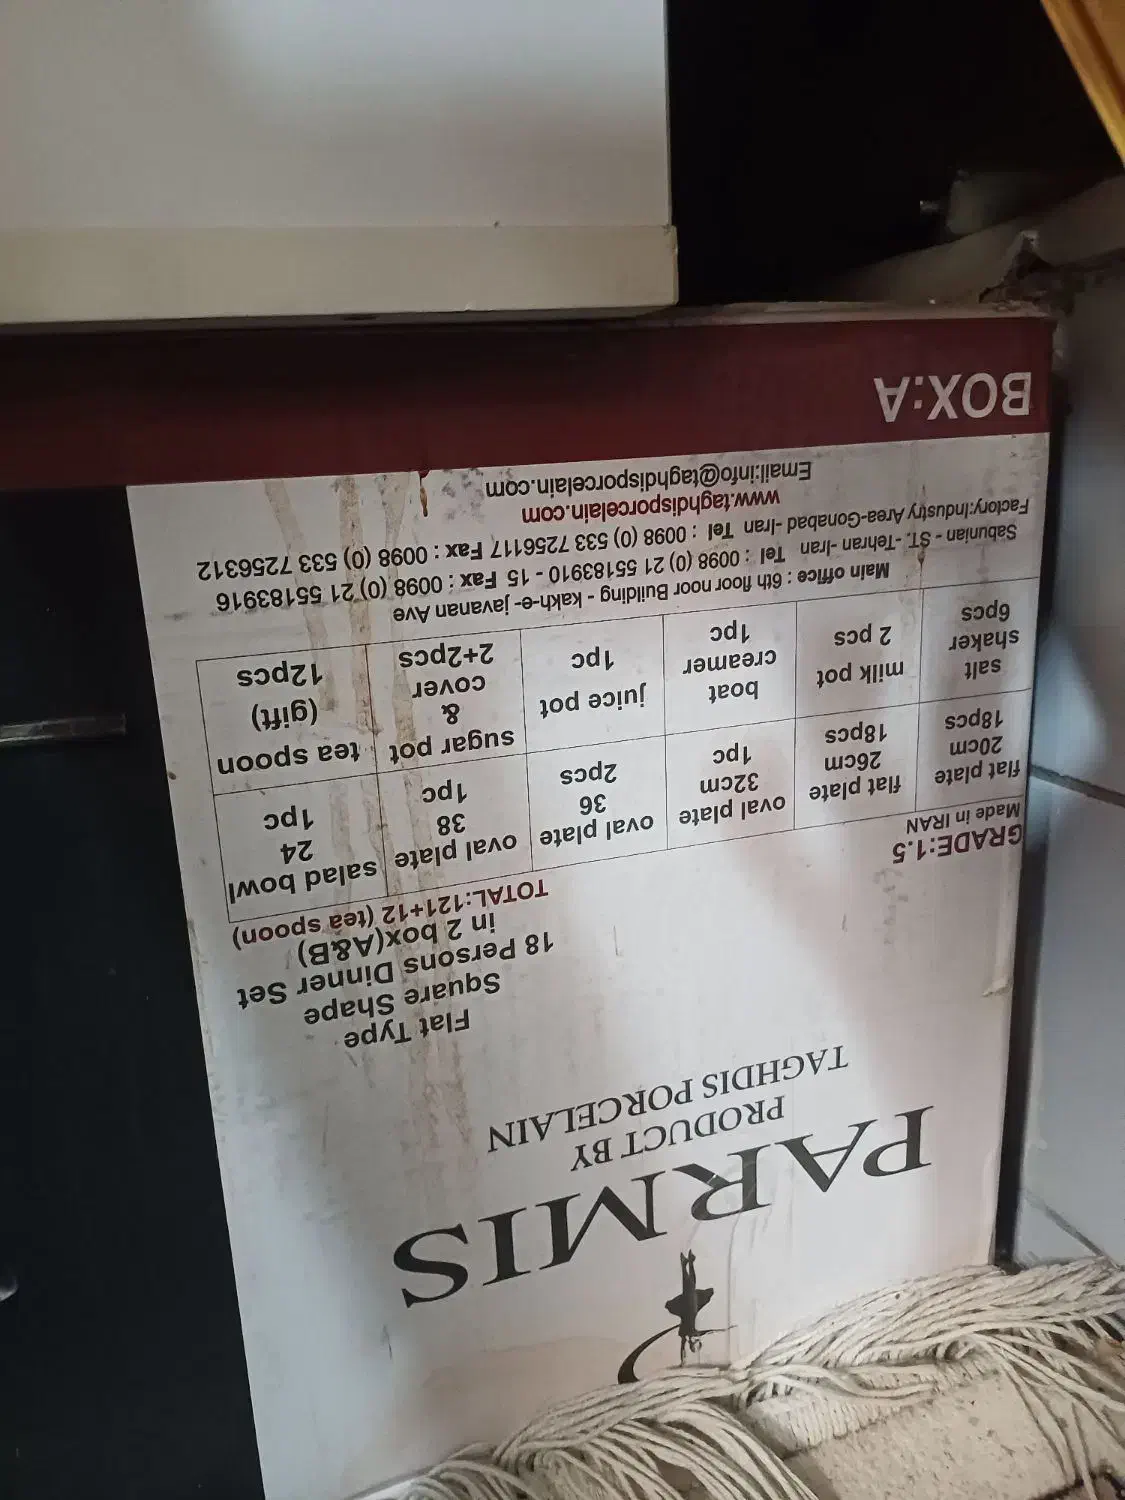 PARMIS
PRODUCT BY
TAGHDIS PORCELAIN
Flat Type
Square Shape
18 Persons Dinner Set
in 2 box(A&B)
TOTAL:121+12 (tea spoon)
GRADE:1.5
Made in IRAN
flat plate 20cm 18pcs
flat plate 26cm 18pcs
oval plate 32cm 1pc
oval plate 36 2pcs
oval plate 38 1pc
salad bowl 24 1pc
salt shaker 6pcs
milk pot 2 pcs
boat creamer 1pc
juice pot 1pc
sugar pot & cover 2+2pcs
tea spoon (gift) 12pcs
Main office : 6th floor noor Building - kakh-e- javanan Ave
Sabunian - ST. -Tehran -Iran Tel : 0098 (0) 21 55183910 - 15 Fax : 0098 (0) 21 55183916
Factory:Industry Area-Gonabad -Iran Tel : 0098 (0) 533 7256117 Fax : 0098 (0) 533 7256312
www.taghdisporcelain.com
Email:info@taghdisporcelain.com
BOX:A